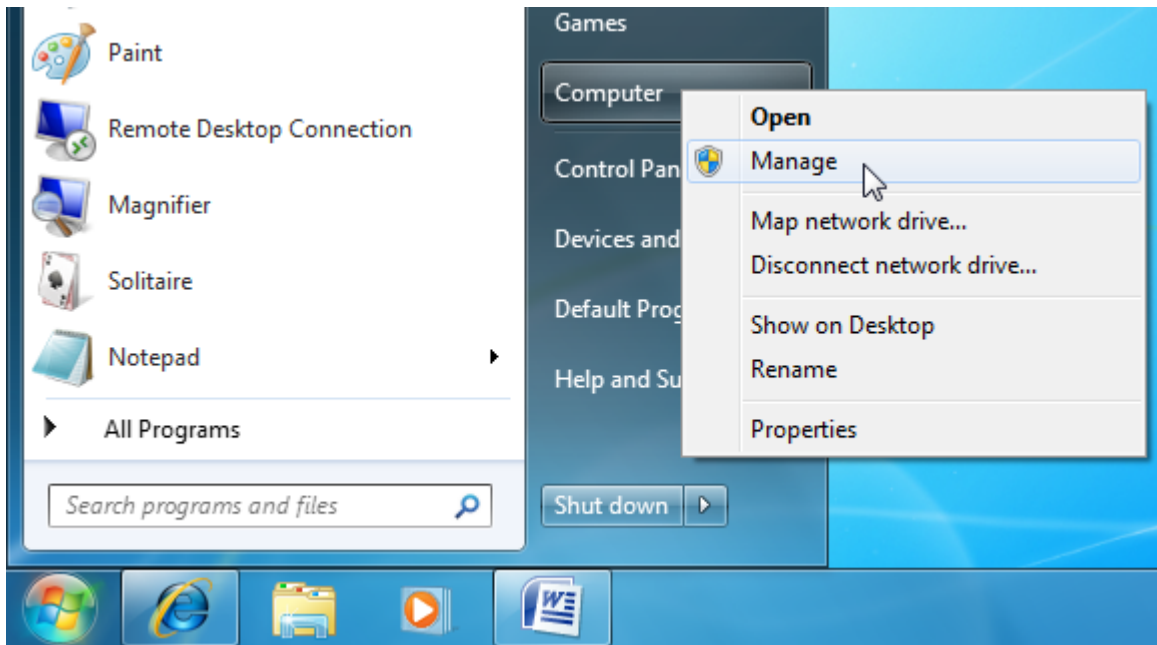 Paint
Remote Desktop Connection
Magnifier
Solitaire
Notepad
All Programs
Search programs and files
Games
Computer
Control Pan
Devices and
Default Prog
Help and Su
Shut down
Open
Manage
Map network drive...
Disconnect network drive...
Show on Desktop
Rename
Properties
W